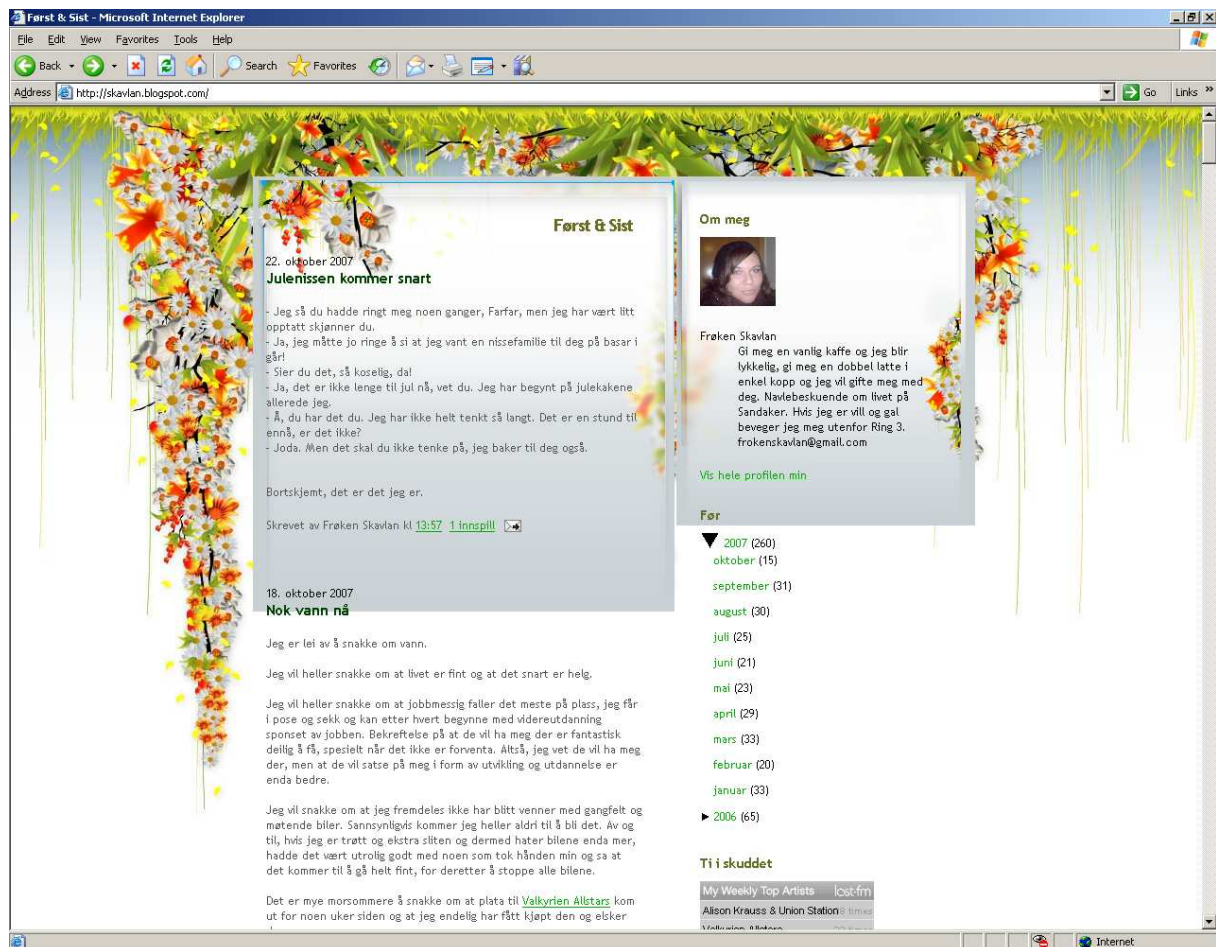 Først & Sist - Microsoft Internet Explorer
File Edit View Favorites Tools Help
Back Search Favorites
Address http://skavlan.blogspot.com/ Go Links »
Først & Sist
22. oktober 2007
Julenissen kommer snart
- Jeg så du hadde ringt meg noen ganger, Farfar, men jeg har vært litt
opptatt skjønner du.
- Ja, jeg måtte jo ringe å si at jeg vant en nissefamilie til deg på basar i
går!
- Sier du det, så koselig, da!
- Ja, det er ikke lenge til jul nå, vet du. Jeg har begynt på julekakene
allerede jeg.
- Å, du har det du. Jeg har ikke helt tenkt så langt. Det er en stund til
ennå, er det ikke?
- Joda. Men det skal du ikke tenke på, jeg baker til deg også.
Bortskjemt, det er det jeg er.
Skrevet av Frøken Skavlan kl 13:57 1 innspill
18. oktober 2007
Nok vann nå
Jeg er lei av å snakke om vann.
Jeg vil heller snakke om at livet er fint og at det snart er helg.
Jeg vil heller snakke om at jobbmessig faller det meste på plass, jeg får
i pose og sekk og kan etter hvert begynne med videreutdanning
sponset av jobben. Bekreftelse på at de vil ha meg der er fantastisk
deilig å få, spesielt når det ikke er forventa. Altså, jeg vet de vil ha meg
der, men at de vil satse på meg i form av utvikling og utdannelse er
enda bedre.
Jeg vil snakke om at jeg fremdeles ikke har blitt venner med gangfelt og
møtende biler. Sannsynligvis kommer jeg heller aldri til å bli det. Av og
til, hvis jeg er trøtt og ekstra sliten og dermed hater bilene enda mer,
hadde det vært utrolig godt med noen som tok hånden min og sa at
det kommer til å gå helt fint, for deretter å stoppe alle bilene.
Det er mye morsommere å snakke om at plata til Valkyrien Allstars kom
ut for noen uker siden og at jeg endelig har fått kjøpt den og elsker
Om meg
Frøken Skavlan
Gi meg en vanlig kaffe og jeg blir
lykkelig, gi meg en dobbel latte i
enkel kopp og jeg vil gifte meg med
deg. Navlebeskuende om livet på
Sandaker. Hvis jeg er vill og gal
beveger jeg meg utenfor Ring 3.
frokenskavlan@gmail.com
Vis hele profilen min
Før
▼ 2007 (260)
oktober (15)
september (31)
august (30)
juli (25)
juni (21)
mai (23)
april (29)
mars (33)
februar (20)
januar (33)
► 2006 (65)
Ti i skuddet
My Weekly Top Artists last.fm
Alison Krauss & Union Station times
Valkyrien Allstars
Internet